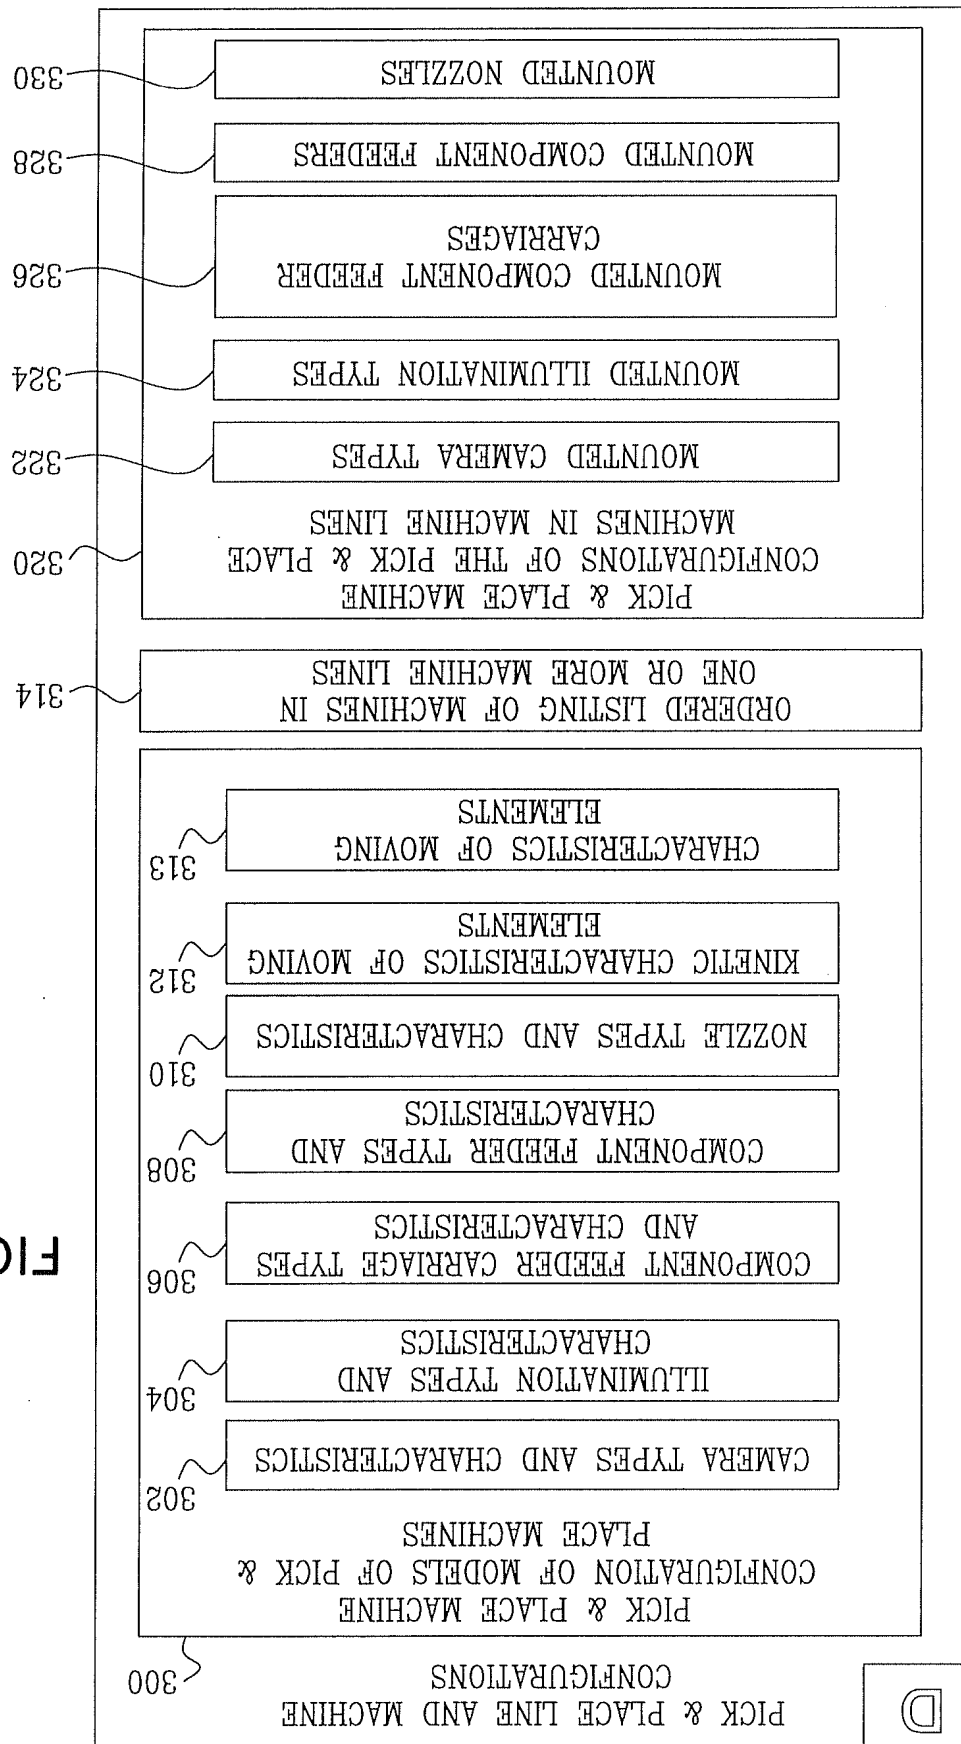 D
PICK & PLACE LINE AND MACHINE
CONFIGURATIONS
300
PICK & PLACE MACHINE
CONFIGURATION OF MODELS OF PICK &
PLACE MACHINES
302
CAMERA TYPES AND CHARACTERISTICS
304
ILLUMINATION TYPES AND
CHARACTERISTICS
306
COMPONENT FEEDER CARRIAGE TYPES
AND CHARACTERISTICS
308
COMPONENT FEEDER TYPES AND
CHARACTERISTICS
310
NOZZLE TYPES AND CHARACTERISTICS
312
KINETIC CHARACTERISTICS OF MOVING
ELEMENTS
313
CHARACTERISTICS OF MOVING
ELEMENTS
314
ORDERED LISTING OF MACHINES IN
ONE OR MORE MACHINE LINES
PICK & PLACE MACHINE
CONFIGURATIONS OF THE PICK & PLACE
MACHINES IN MACHINE LINES
320
MOUNTED CAMERA TYPES
322
MOUNTED ILLUMINATION TYPES
324
MOUNTED COMPONENT FEEDER
CARRIAGES
326
MOUNTED COMPONENT FEEDERS
328
MOUNTED NOZZLES
330